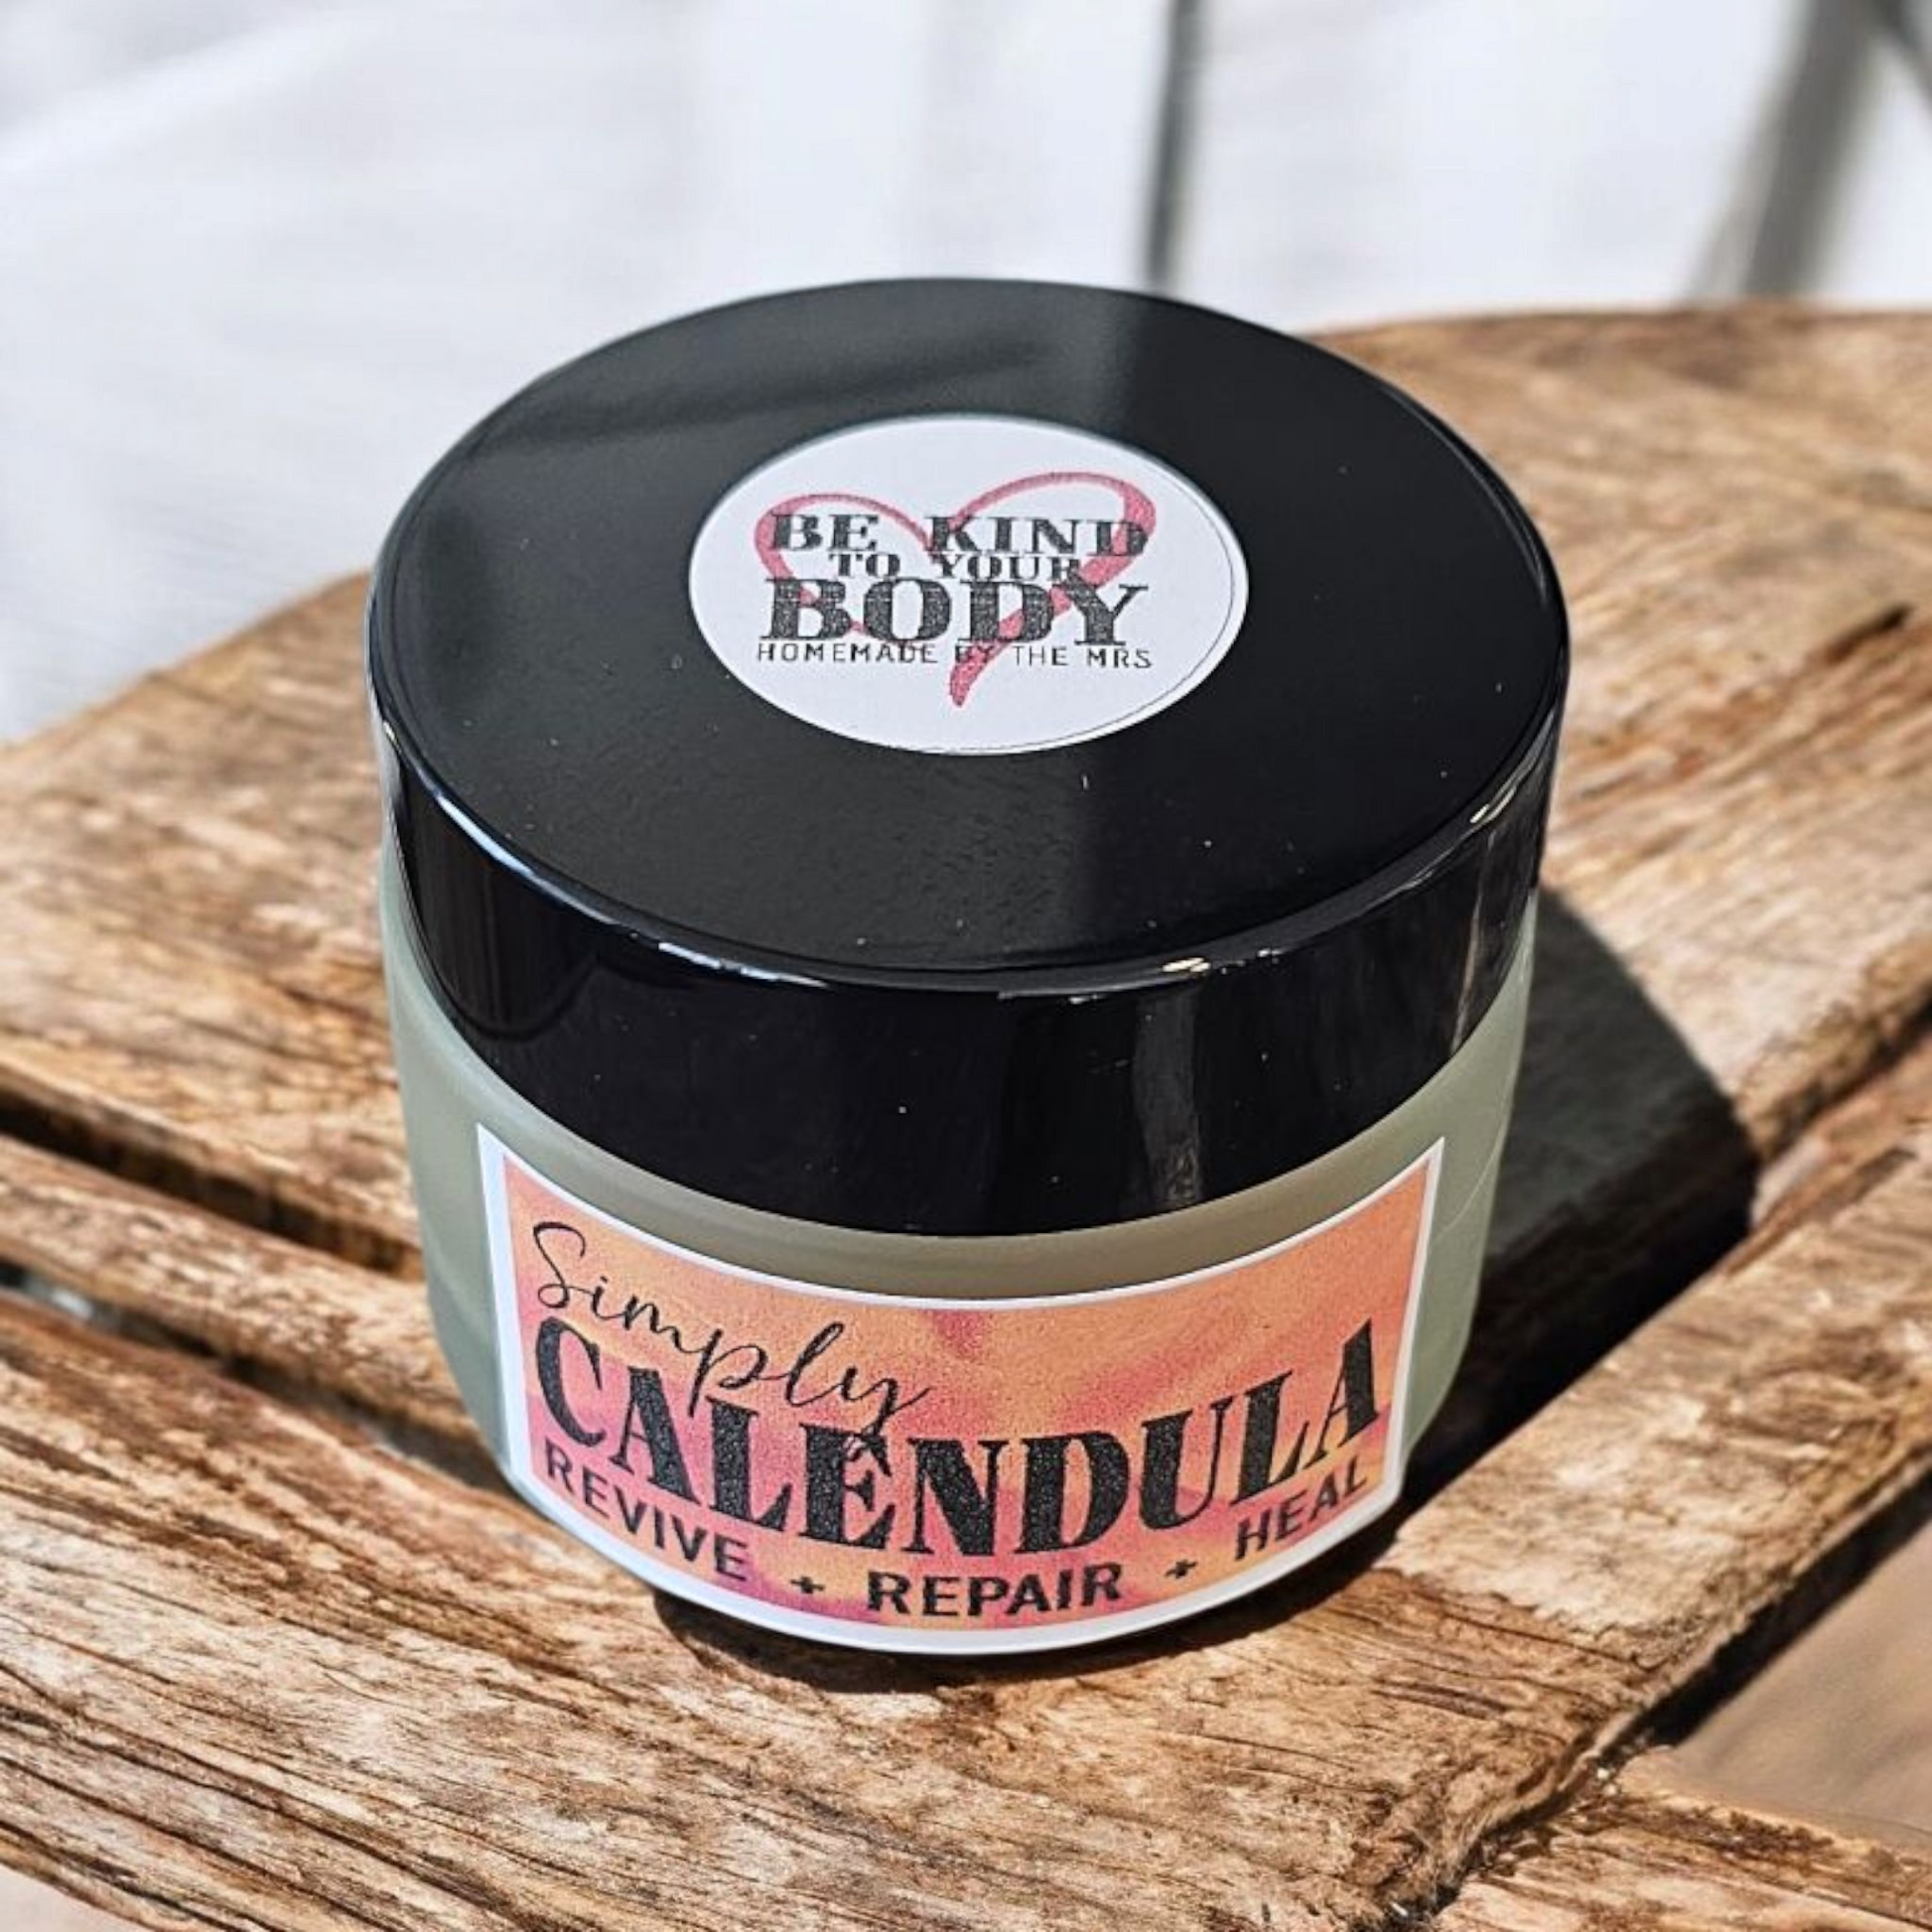 BE KIND
TO YOUR
BODY
HOMEMADE BY THE MRS
Simply
CALENDULA
REVIVE + REPAIR + HEAL